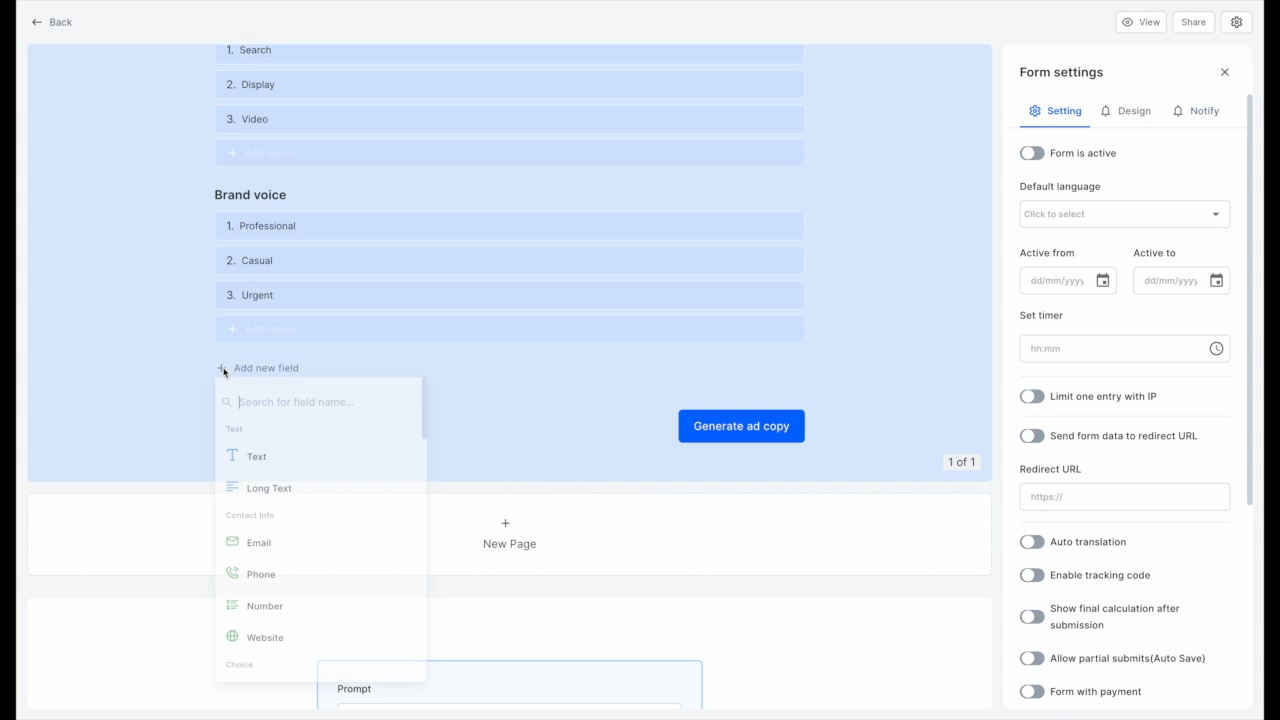 Back
View
Share
1. Search
2. Display
3. Video
Add option
Brand voice
1. Professional
2. Casual
3. Urgent
Add option
Add new field
Search for field name...
Text
Text
Long Text
Contact Info
Email
Phone
Number
Website
Choice
Generate ad copy
1 of 1
New Page
Prompt
Form settings
Setting
Design
Notify
Form is active
Default language
Click to select
Active from
Active to
dd/mm/yyyy
dd/mm/yyyy
Set timer
hh:mm
Limit one entry with IP
Send form data to redirect URL
Redirect URL
https://
Auto translation
Enable tracking code
Show final calculation after
submission
Allow partial submits(Auto Save)
Form with payment